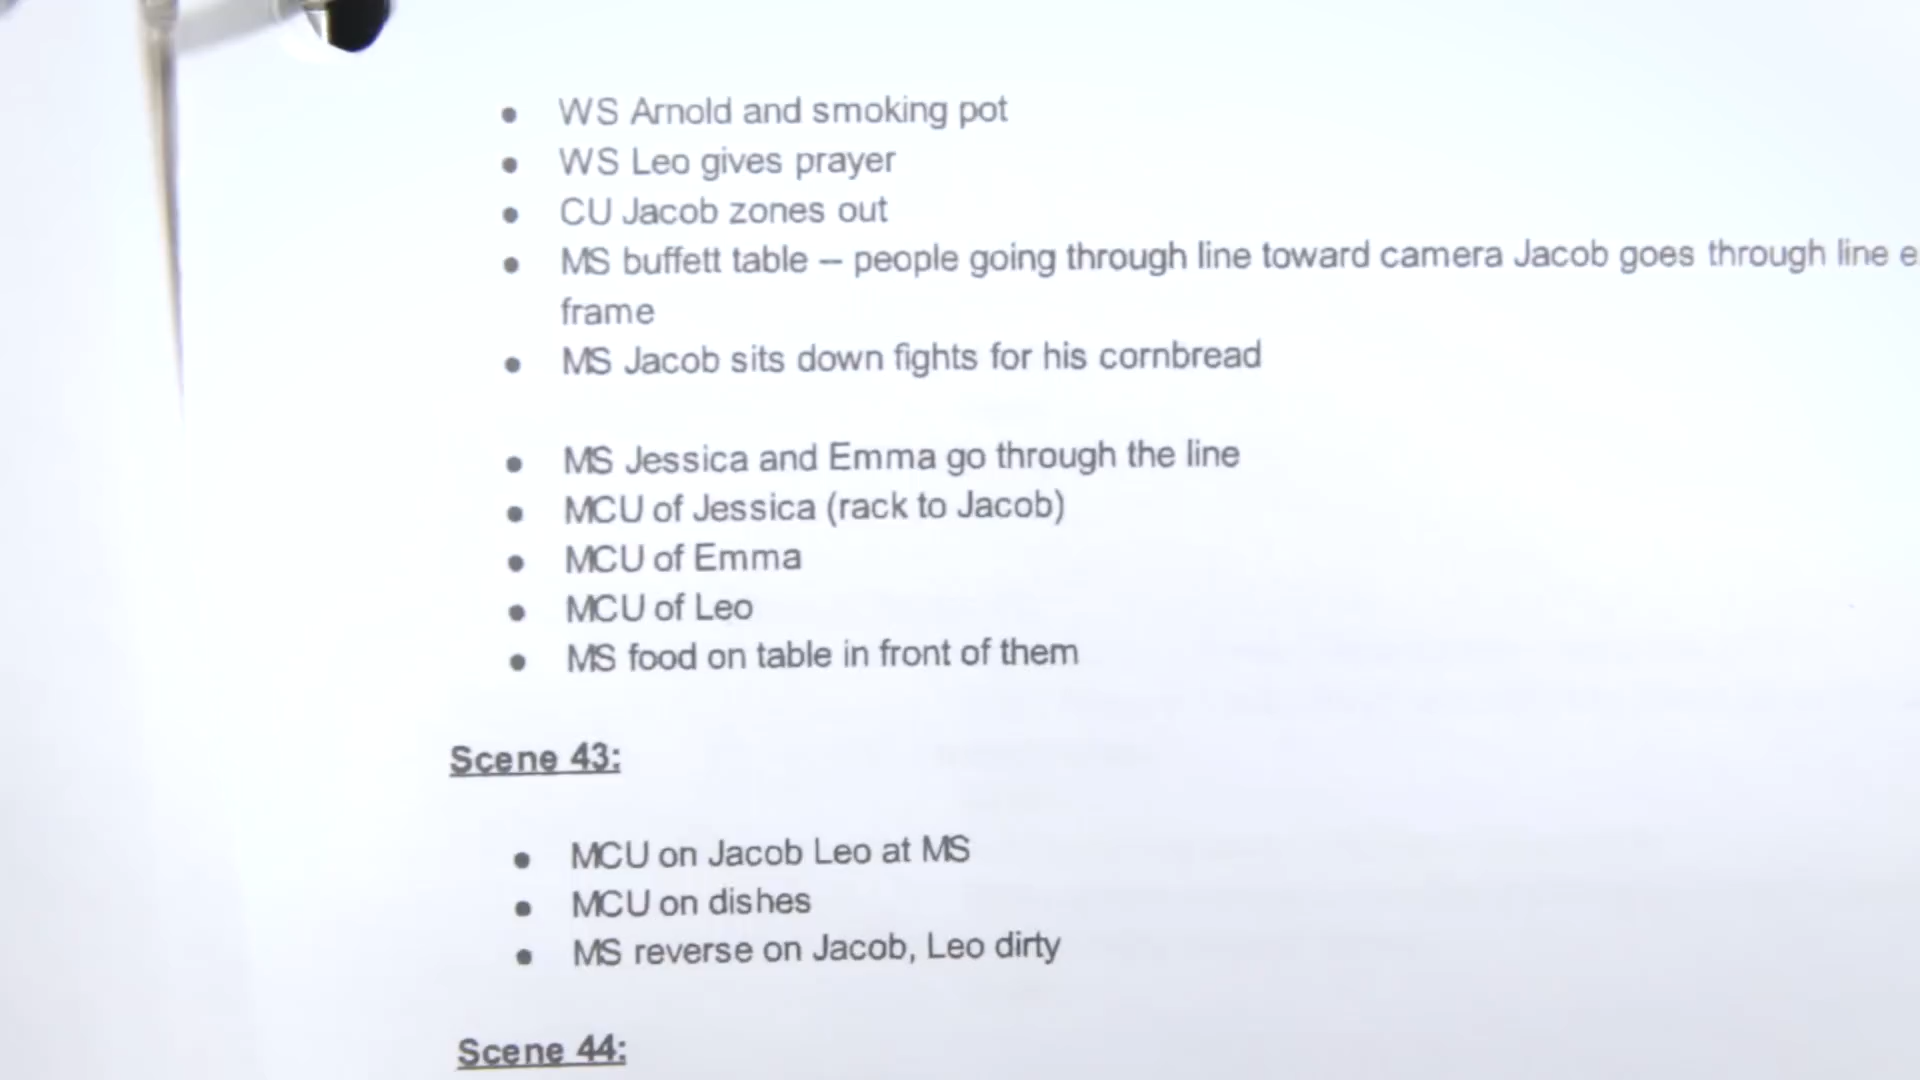 • WS Arnold and smoking pot
• WS Leo gives prayer
• CU Jacob zones out
• MS buffett table – people going through line toward camera Jacob goes through line
frame
• MS Jacob sits down fights for his cornbread
• MS Jessica and Emma go through the line
• MCU of Jessica (rack to Jacob)
• MCU of Emma
• MCU of Leo
• MS food on table in front of them
Scene 43:
• MCU on Jacob Leo at MS
• MCU on dishes
• MS reverse on Jacob, Leo dirty
Scene 44: